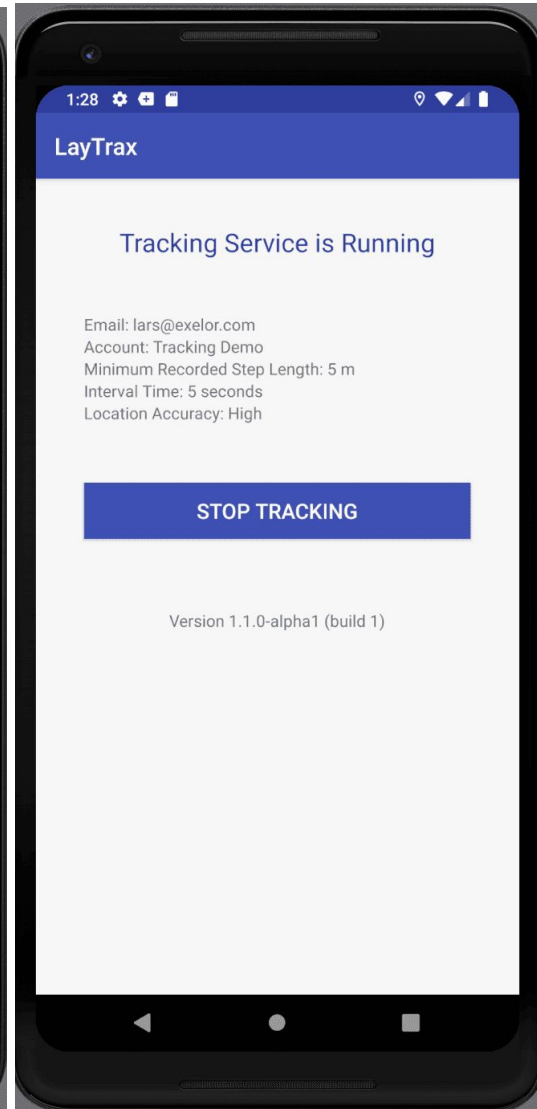 1:28
LayTrax
Tracking Service is Running
Email: lars@exelor.com
Account: Tracking Demo
Minimum Recorded Step Length: 5 m
Interval Time: 5 seconds
Location Accuracy: High
STOP TRACKING
Version 1.1.0-alpha1 (build 1)